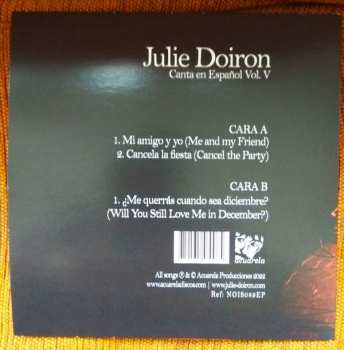 Julie Doiron
Canta en Español Vol. V
CARA A
1. Mi amigo y yo (Me and my Friend)
2. Cancela la fiesta (Cancel the Party)
CARA B
1. ¿Me querrás cuando sea diciembre?
(Will You Still Love Me in December?)
acuarela
All songs ℗ & © Acuarela Producciones 2022
www.acuareladiscos.com | www.julie-doiron.com
Ref: NOIS089EP